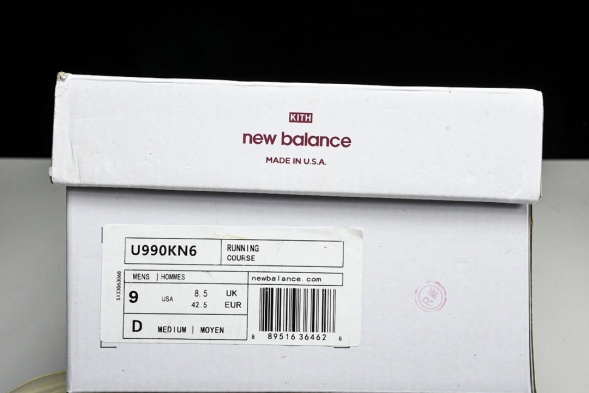 KITH
new balance
MADE IN U.S.A.
U990KN6
RUNNING
COURSE
MENS | HOMMES
newbalance.com
9 USA 8.5 UK
42.5 EUR
D MEDIUM | MOYEN
8 89516 36462 8